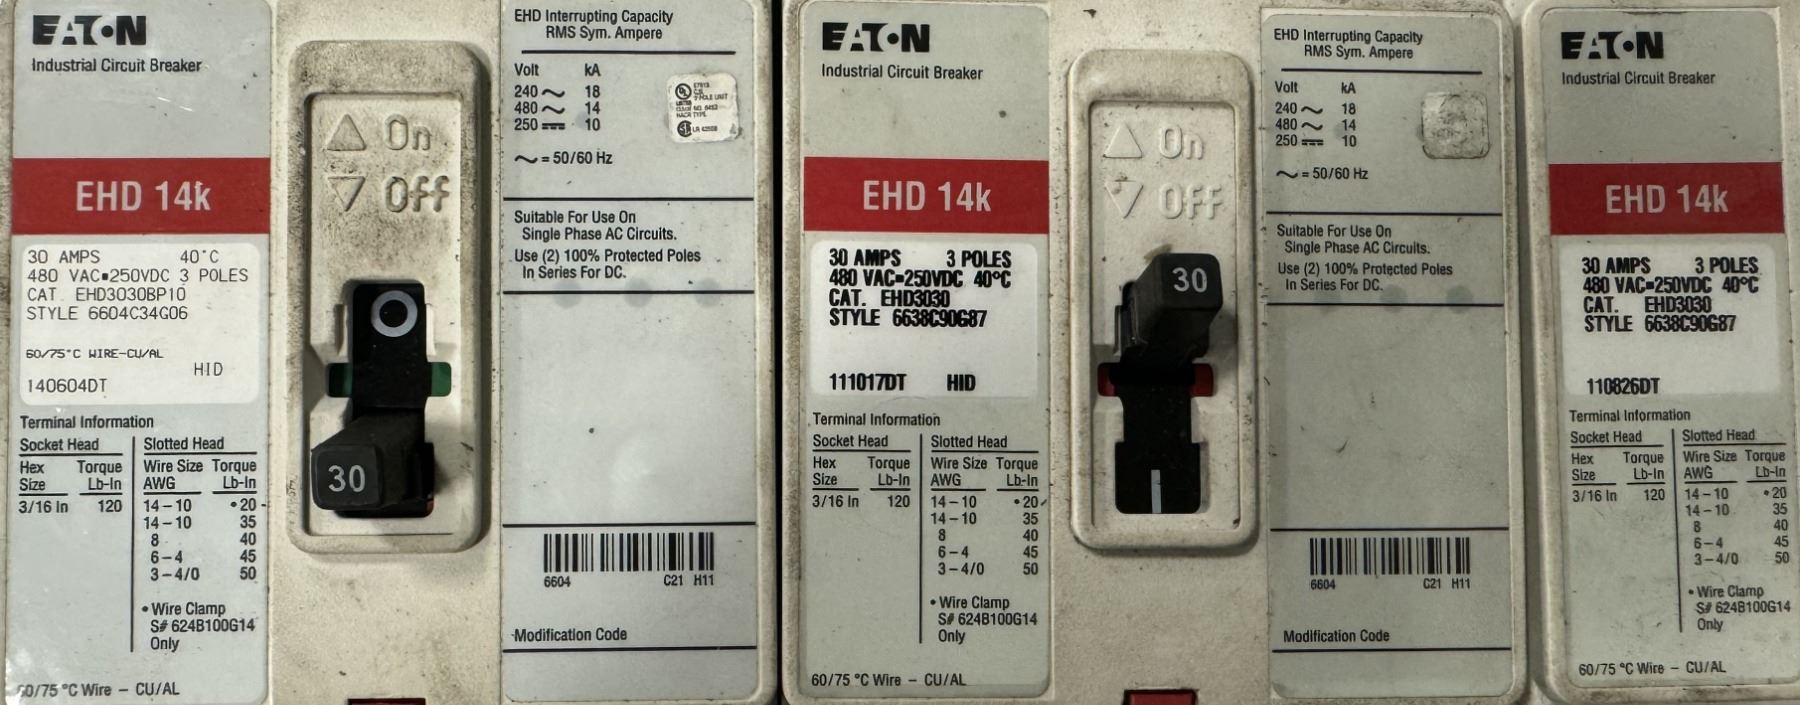 EATON
Industrial Circuit Breaker
EHD 14k
30 AMPS 40°C
480 VAC▪250VDC 3 POLES
CAT. EHD3030BP10
STYLE 6604C34G06
60/75°C WIRE-CU/AL
HID
140604DT
Terminal Information
Socket Head Slotted Head
Hex Torque Wire Size Torque
Size Lb-In AWG Lb-In
3/16 In 120 14-10 •20
14-10 35
8 40
6-4 45
3-4/0 50
• Wire Clamp
S# 624B100G14
Only
60/75 °C Wire – CU/AL
On
Off
30
EHD Interrupting Capacity
RMS Sym. Ampere
Volt kA
240 ~ 18
480 ~ 14
250 ⎓ 10
~ = 50/60 Hz
UL
LISTED
Suitable For Use On
Single Phase AC Circuits.
Use (2) 100% Protected Poles
In Series For DC.
6604 C21 H11
Modification Code
EATON
Industrial Circuit Breaker
EHD 14k
30 AMPS 3 POLES
480 VAC▪250VDC 40°C
CAT. EHD3030
STYLE 6638C90G87
111017DT HID
Terminal Information
Socket Head Slotted Head
Hex Torque Wire Size Torque
Size Lb-In AWG Lb-In
3/16 In 120 14-10 •20
14-10 35
8 40
6-4 45
3-4/0 50
• Wire Clamp
S# 624B100G14
Only
60/75 °C Wire – CU/AL
On
Off
30
EHD Interrupting Capacity
RMS Sym. Ampere
Volt kA
240 ~ 18
480 ~ 14
250 ⎓ 10
~ = 50/60 Hz
Suitable For Use On
Single Phase AC Circuits.
Use (2) 100% Protected Poles
In Series For DC.
6604 C21 H11
Modification Code
EATON
Industrial Circuit Breaker
EHD 14k
30 AMPS 3 POLES
480 VAC▪250VDC 40°C
CAT. EHD3030
STYLE 6638C90G87
110826DT
Terminal Information
Socket Head Slotted Head
Hex Torque Wire Size Torque
Size Lb-In AWG Lb-In
3/16 In 120 14-10 •20
14-10 35
8 40
6-4 45
3-4/0 50
• Wire Clamp
S# 624B100G14
Only
60/75 °C Wire – CU/AL